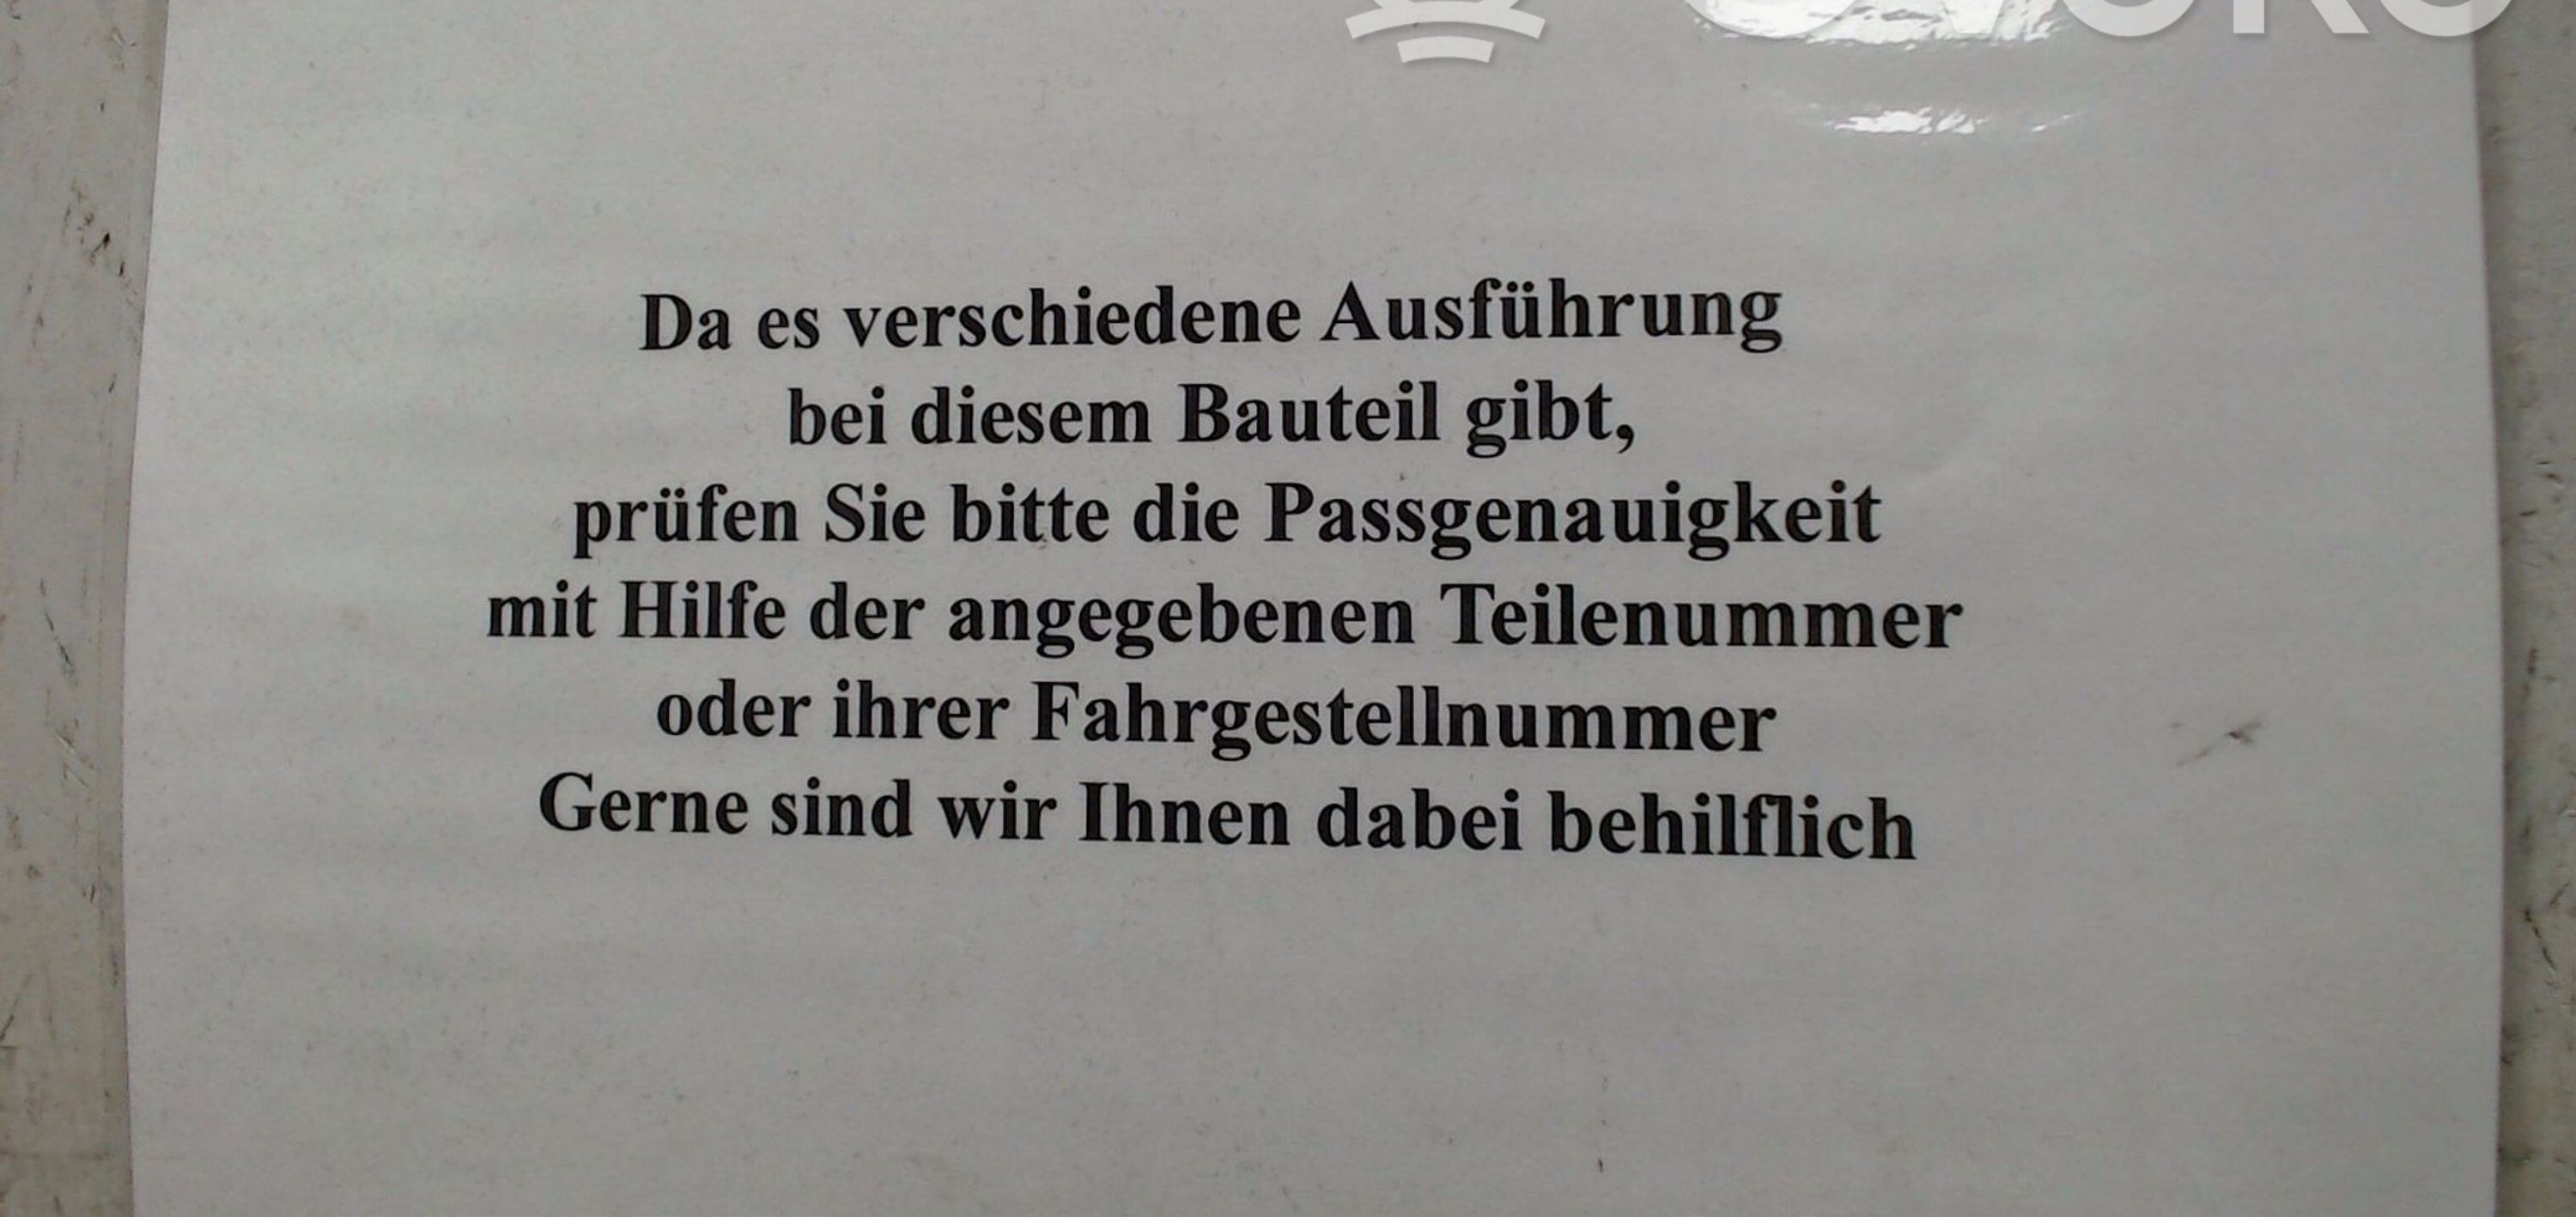 Da es verschiedene Ausführung
bei diesem Bauteil gibt,
prüfen Sie bitte die Passgenauigkeit
mit Hilfe der angegebenen Teilenummer
oder ihrer Fahrgestellnummer
Gerne sind wir Ihnen dabei behilflich